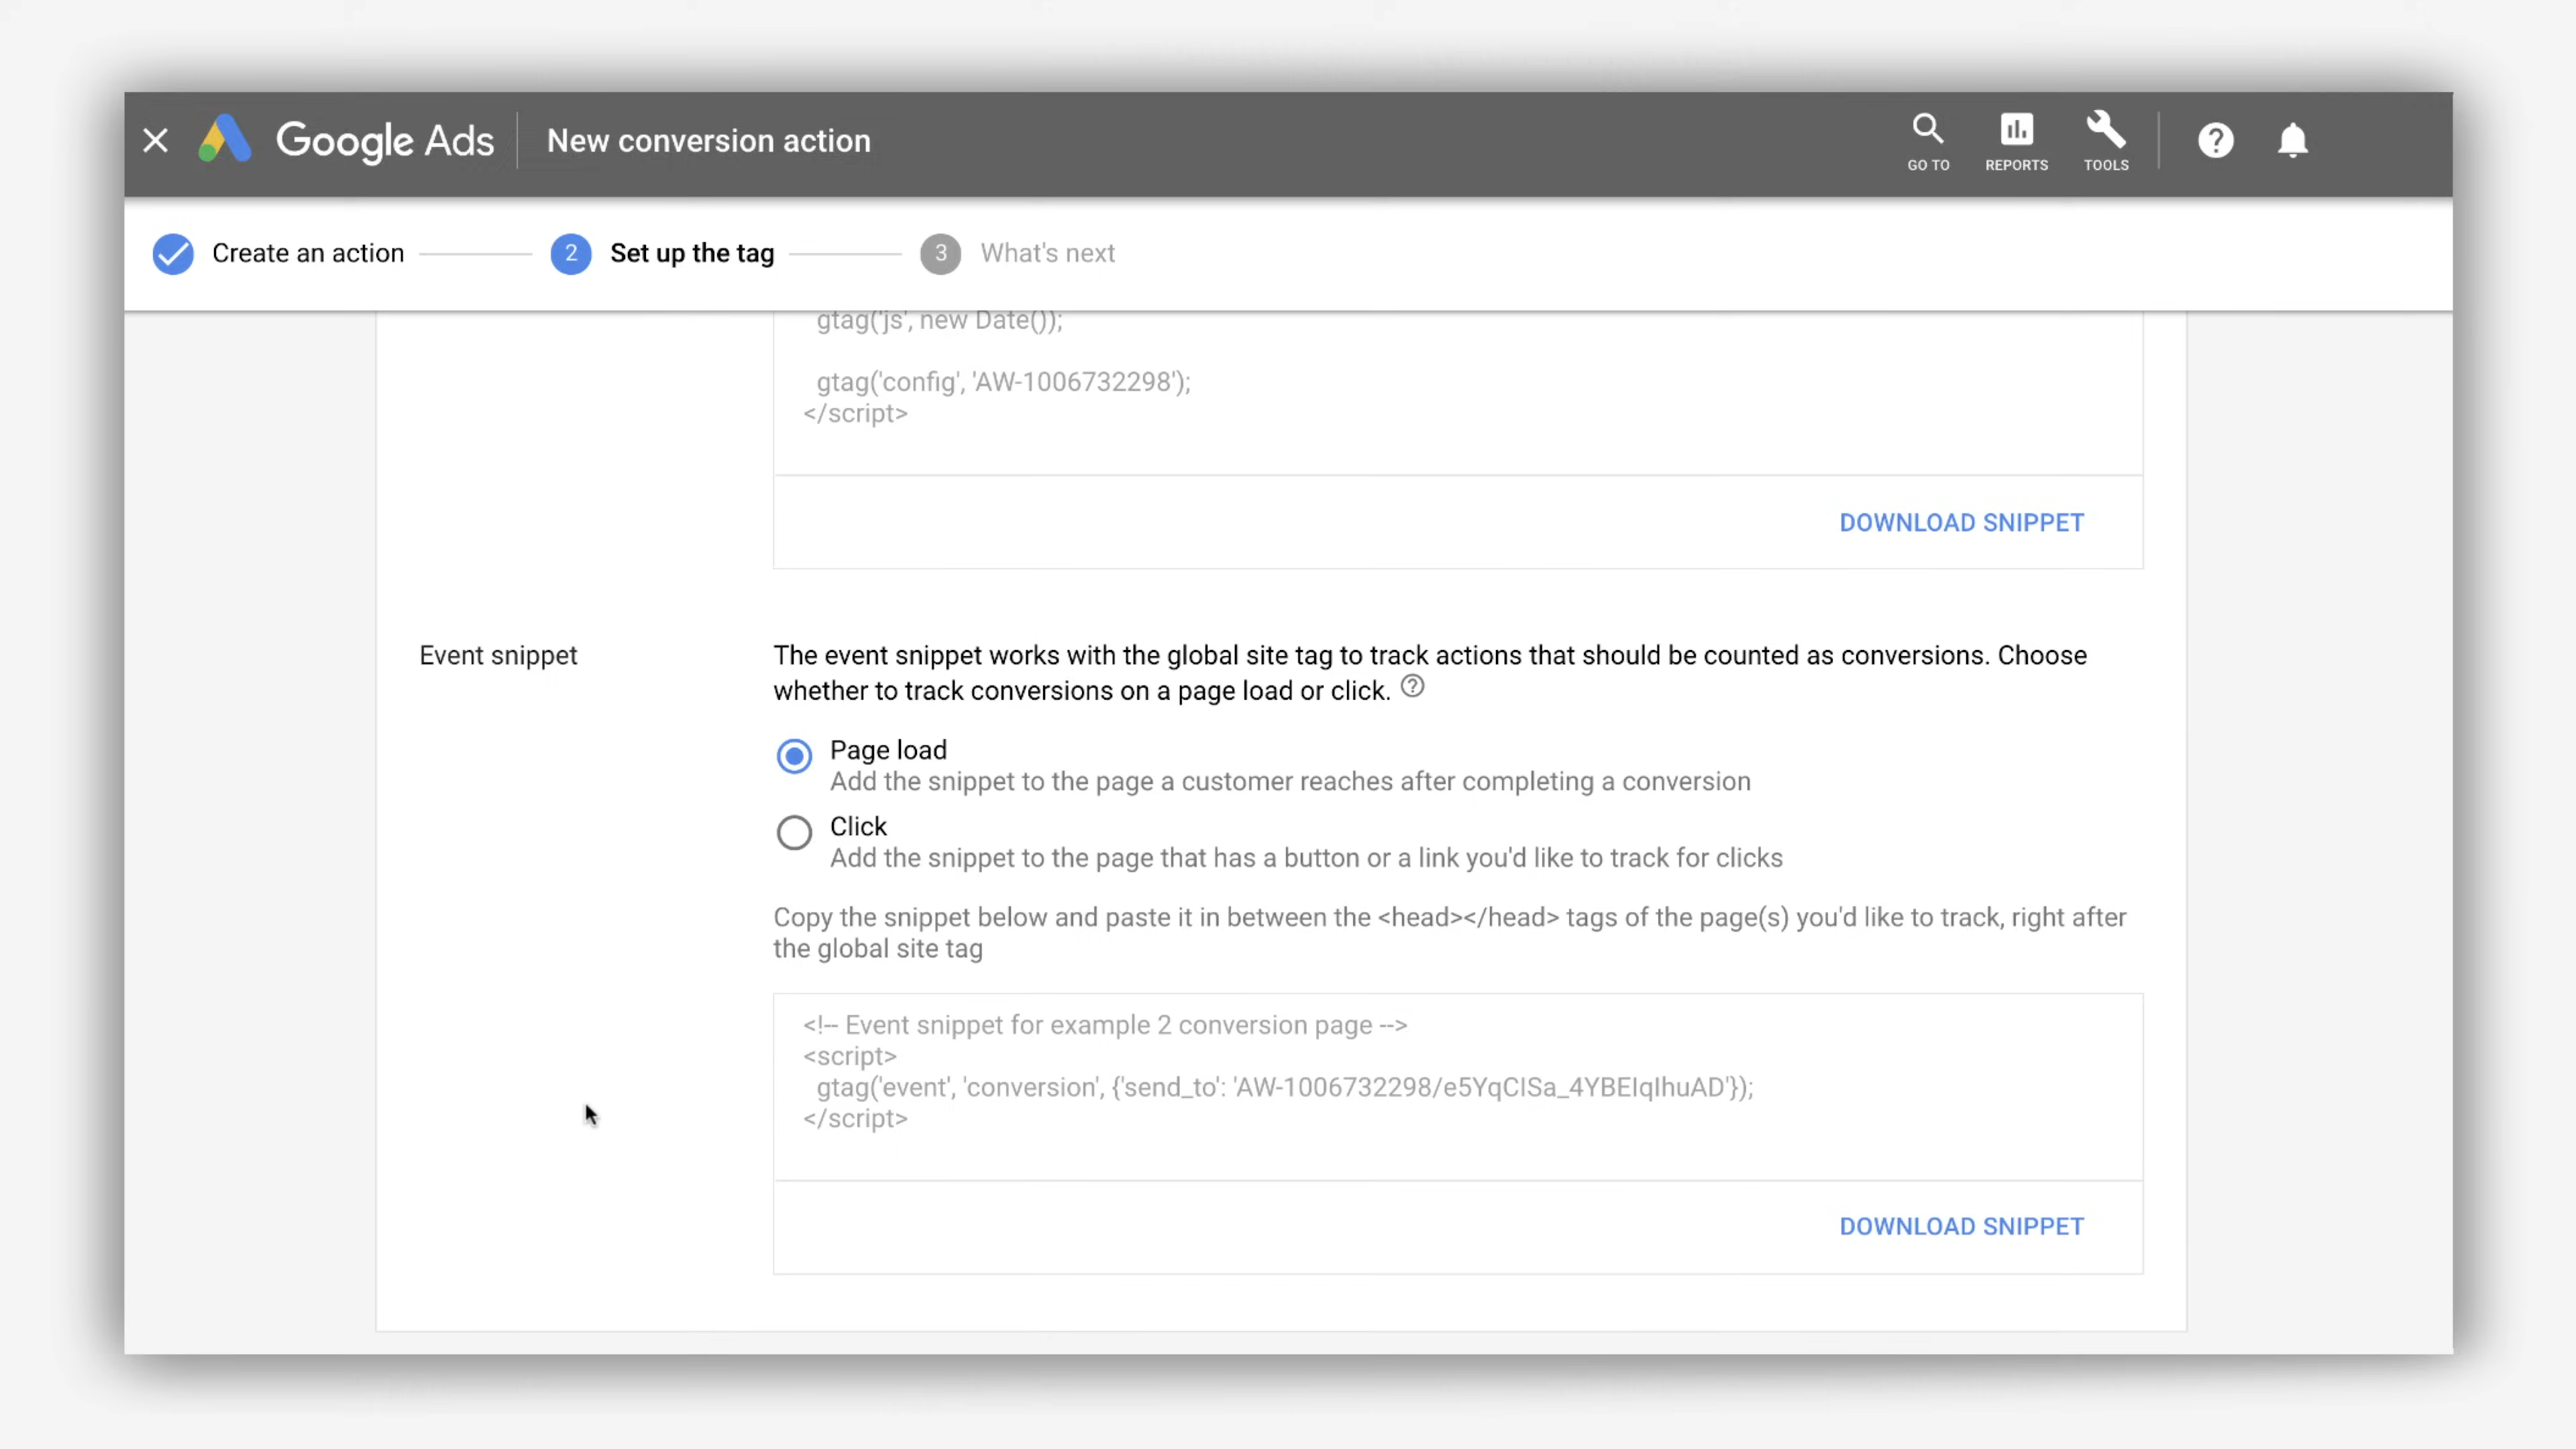 Google Ads
New conversion action
GO TO
REPORTS
TOOLS
Create an action
2
Set up the tag
3
What's next
gtag('js', new Date());
gtag('config', 'AW-1006732298');
</script>
DOWNLOAD SNIPPET
Event snippet
The event snippet works with the global site tag to track actions that should be counted as conversions. Choose
whether to track conversions on a page load or click.
Page load
Add the snippet to the page a customer reaches after completing a conversion
Click
Add the snippet to the page that has a button or a link you'd like to track for clicks
Copy the snippet below and paste it in between the <head></head> tags of the page(s) you'd like to track, right after
the global site tag
<!-- Event snippet for example 2 conversion page -->
<script>
gtag('event', 'conversion', {'send_to': 'AW-1006732298/e5YqCISa_4YBEIqIhuAD'});
</script>
DOWNLOAD SNIPPET